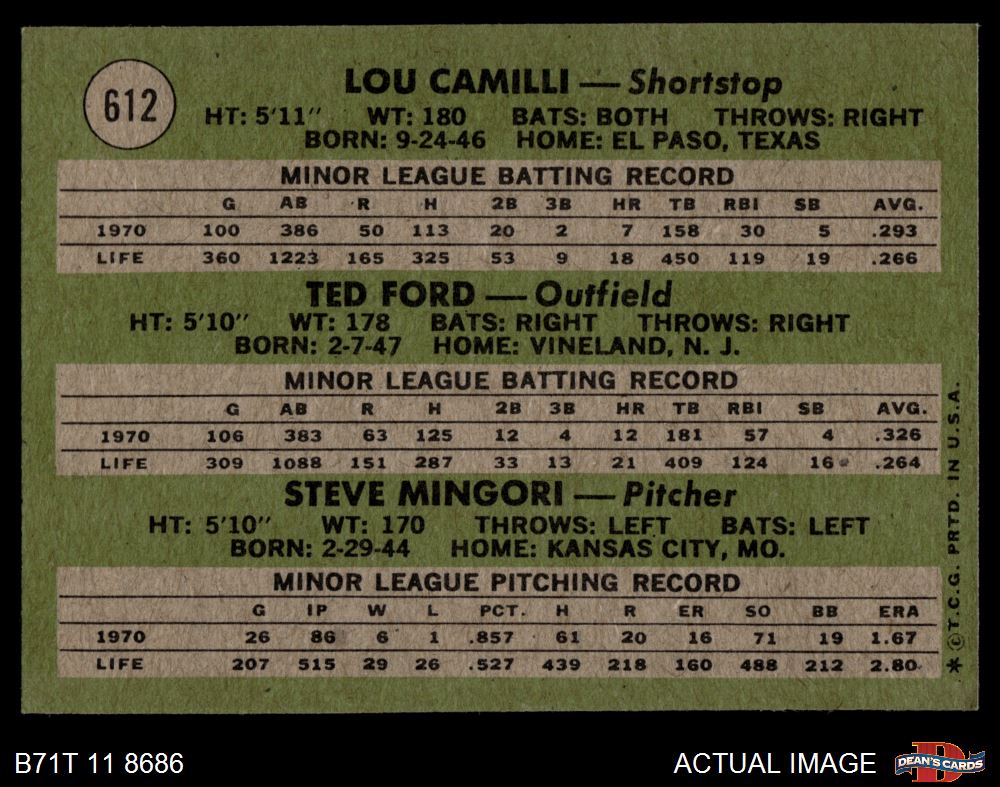 612
LOU CAMILLI — Shortstop
HT: 5'11" WT: 180 BATS: BOTH THROWS: RIGHT
BORN: 9-24-46 HOME: EL PASO, TEXAS
MINOR LEAGUE BATTING RECORD
G AB R H 2B 3B HR TB RBI SB AVG.
1970 100 386 50 113 20 2 7 158 30 5 .293
LIFE 360 1223 165 325 53 9 18 450 119 19 .266
TED FORD — Outfield
HT: 5'10" WT: 178 BATS: RIGHT THROWS: RIGHT
BORN: 2-7-47 HOME: VINELAND, N. J.
MINOR LEAGUE BATTING RECORD
G AB R H 2B 3B HR TB RBI SB AVG.
1970 106 383 63 125 12 4 12 181 57 4 .326
LIFE 309 1088 151 287 33 13 21 409 124 16 .264
STEVE MINGORI — Pitcher
HT: 5'10" WT: 170 THROWS: LEFT BATS: LEFT
BORN: 2-29-44 HOME: KANSAS CITY, MO.
MINOR LEAGUE PITCHING RECORD
G IP W L PCT. H R ER SO BB ERA
1970 26 86 6 1 .857 61 20 16 71 19 1.67
LIFE 207 515 29 26 .527 439 218 160 488 212 2.80
* © T.C.G. PRTD. IN U.S.A.
B71T 11 8686
ACTUAL IMAGE
DEAN'S CARDS